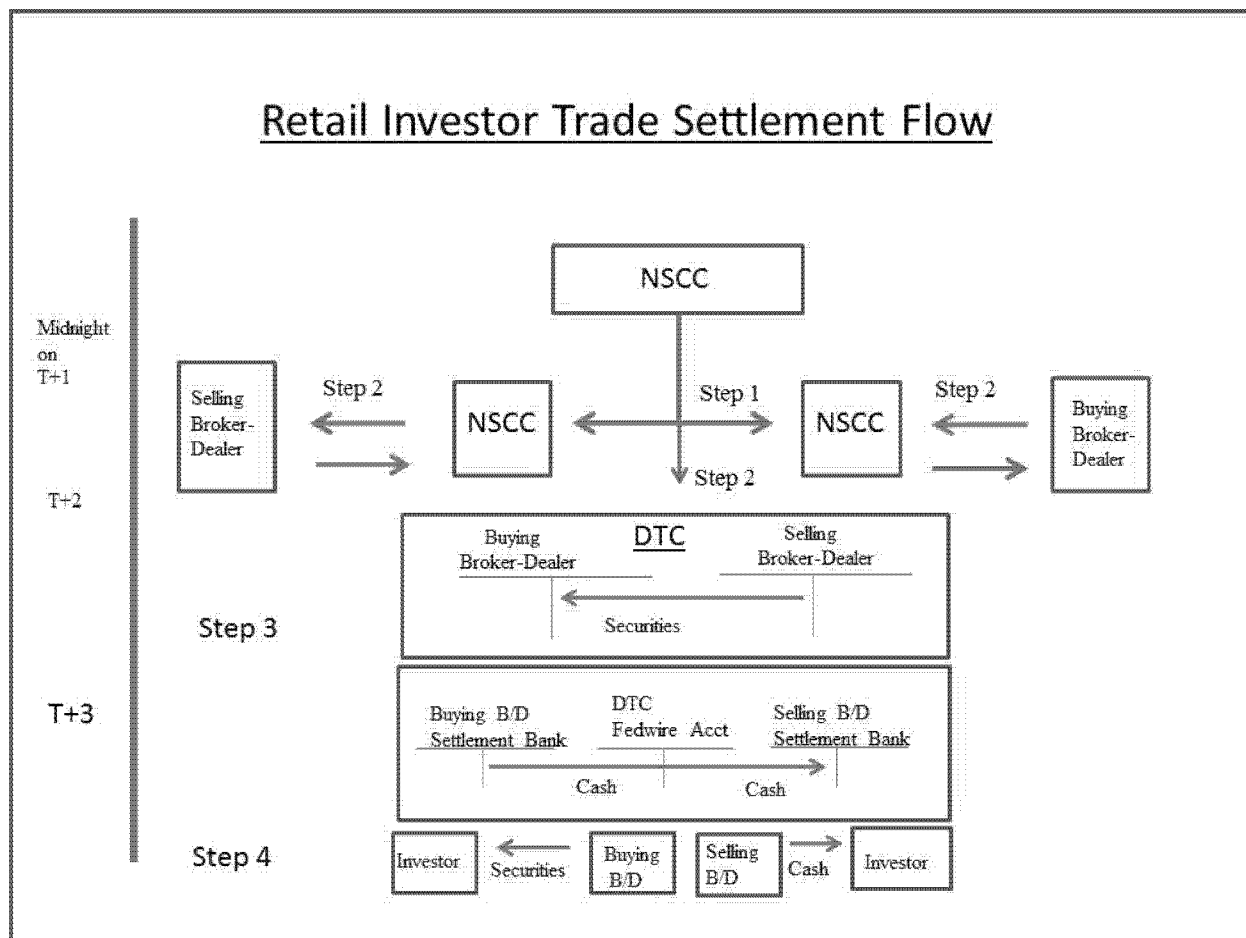 Retail Investor Trade Settlement Flow
NSCC
Midnight
on
T+1
Selling
Broker-
Dealer
Step 2
NSCC
Step 1
NSCC
Step 2
Buying
Broker-
Dealer
Step 2
T+2
DTC
Buying
Broker-Dealer
Selling
Broker-Dealer
Securities
Step 3
T+3
Buying B/D
Settlement Bank
DTC
Fedwire Acct
Selling B/D
Settlement Bank
Cash
Cash
Step 4
Investor
Securities
Buying
B/D
Selling
B/D
Cash
Investor